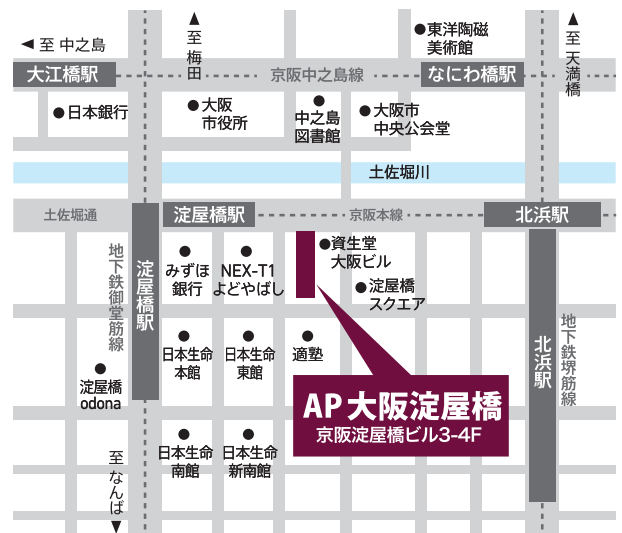 至 中之島
至 梅田
東洋陶磁
美術館
至 天満橋
大江橋駅
京阪中之島線
なにわ橋駅
日本銀行
大阪
市役所
中之島
図書館
大阪市
中央公会堂
土佐堀川
土佐堀通
淀屋橋駅
京阪本線
北浜駅
地下鉄御堂筋線
淀屋橋駅
みずほ
銀行
NEX-T1
よどやばし
資生堂
大阪ビル
淀屋橋
スクエア
日本生命
本館
日本生命
東館
適塾
北浜駅
地下鉄堺筋線
淀屋橋
odona
AP 大阪淀屋橋
京阪淀屋橋ビル3-4F
日本生命
南館
日本生命
新南館
至 なんば